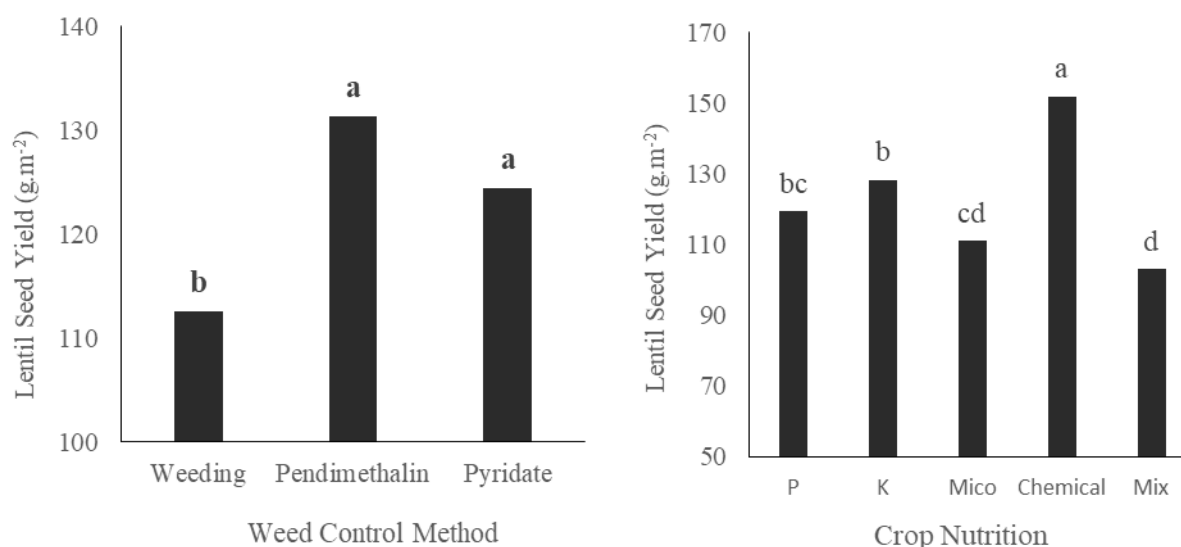 Lentil Seed Yield (g.m-2)
140
130
120
110
100
b
a
a
Weeding Pendimethalin Pyridate
Weed Control Method
Lentil Seed Yield (g.m-2)
170
150
130
110
90
70
50
bc
b
cd
a
d
P K Mico Chemical Mix
Crop Nutrition